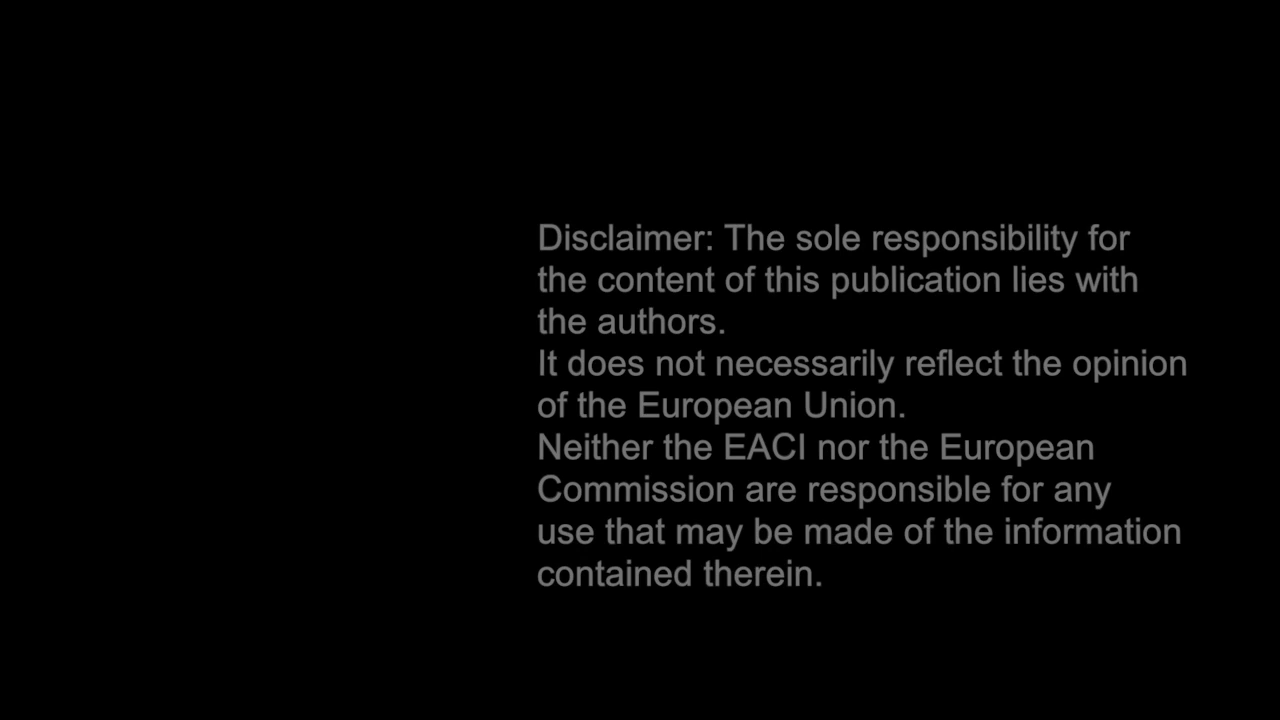 Disclaimer: The sole responsibility for
the content of this publication lies with
the authors.
It does not necessarily reflect the opinion
of the European Union.
Neither the EACI nor the European
Commission are responsible for any
use that may be made of the information
contained therein.